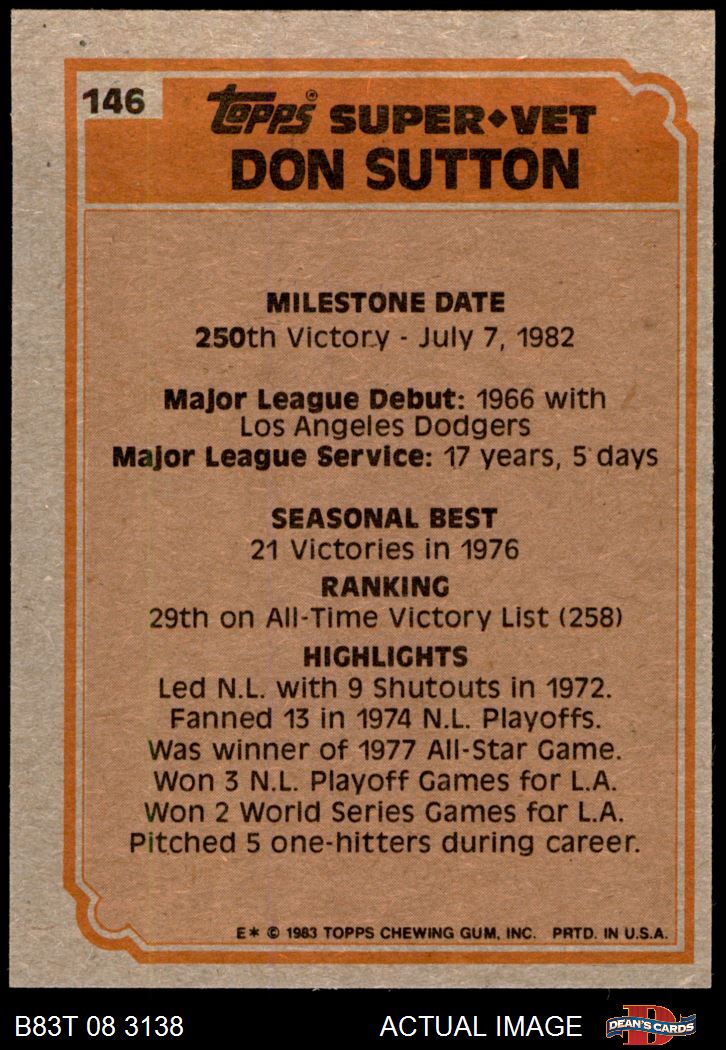 146
Topps® SUPER◆VET
DON SUTTON
MILESTONE DATE
250th Victory - July 7, 1982
Major League Debut: 1966 with
Los Angeles Dodgers
Major League Service: 17 years, 5 days
SEASONAL BEST
21 Victories in 1976
RANKING
29th on All-Time Victory List (258)
HIGHLIGHTS
Led N.L. with 9 Shutouts in 1972.
Fanned 13 in 1974 N.L. Playoffs.
Was winner of 1977 All-Star Game.
Won 3 N.L. Playoff Games for L.A.
Won 2 World Series Games for L.A.
Pitched 5 one-hitters during career.
E* © 1983 TOPPS CHEWING GUM, INC. PRTD. IN U.S.A.
B83T 08 3138 ACTUAL IMAGE D DEAN'S CARDS